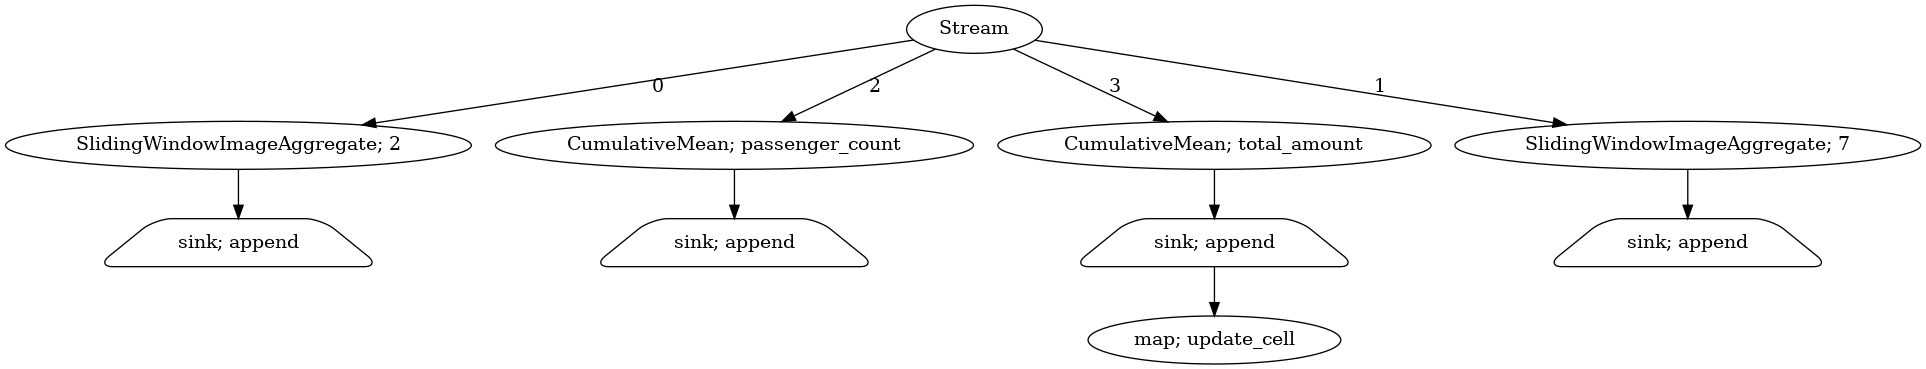 Stream
0
2
3
1
SlidingWindowImageAggregate; 2
CumulativeMean; passenger_count
CumulativeMean; total_amount
SlidingWindowImageAggregate; 7
sink; append
sink; append
sink; append
sink; append
map; update_cell